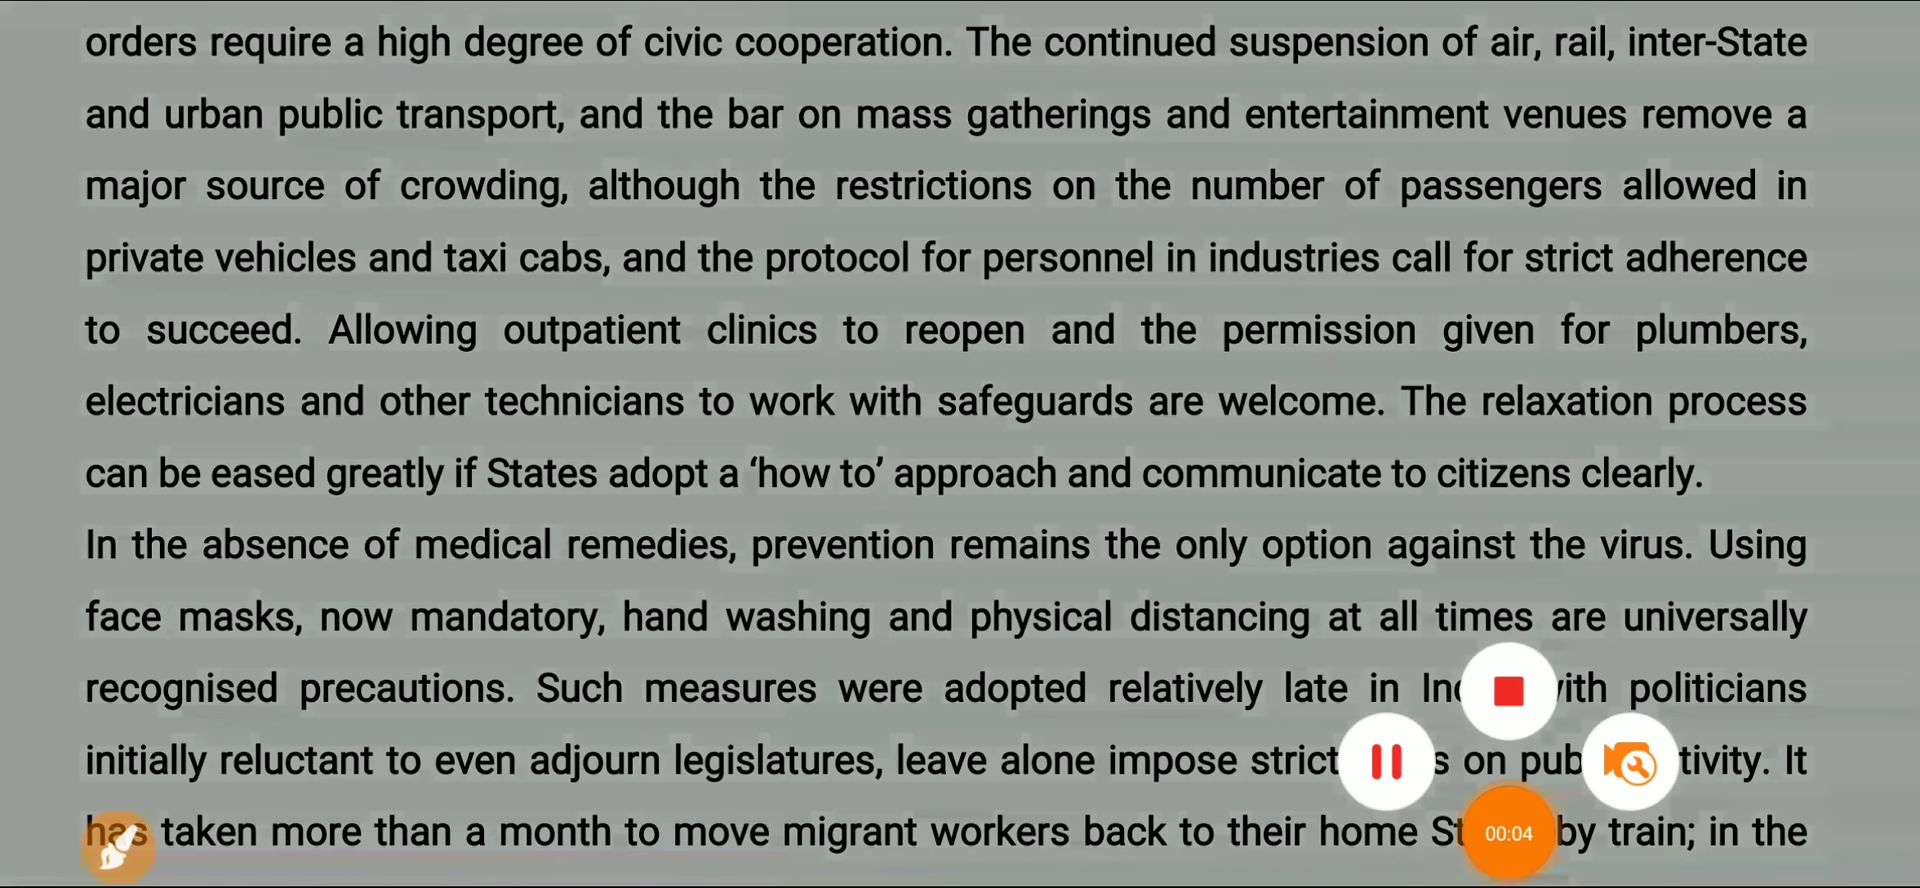 orders require a high degree of civic cooperation. The continued suspension of air, rail, inter-State
and urban public transport, and the bar on mass gatherings and entertainment venues remove a
major source of crowding, although the restrictions on the number of passengers allowed in
private vehicles and taxi cabs, and the protocol for personnel in industries call for strict adherence
to succeed. Allowing outpatient clinics to reopen and the permission given for plumbers,
electricians and other technicians to work with safeguards are welcome. The relaxation process
can be eased greatly if States adopt a ‘how to’ approach and communicate to citizens clearly.
In the absence of medical remedies, prevention remains the only option against the virus. Using
face masks, now mandatory, hand washing and physical distancing at all times are universally
recognised precautions. Such measures were adopted relatively late in politicians
initially reluctant to even adjourn legislatures, leave alone impose strict on It
has taken more than a month to move migrant workers back to their home by train; in the
00:04